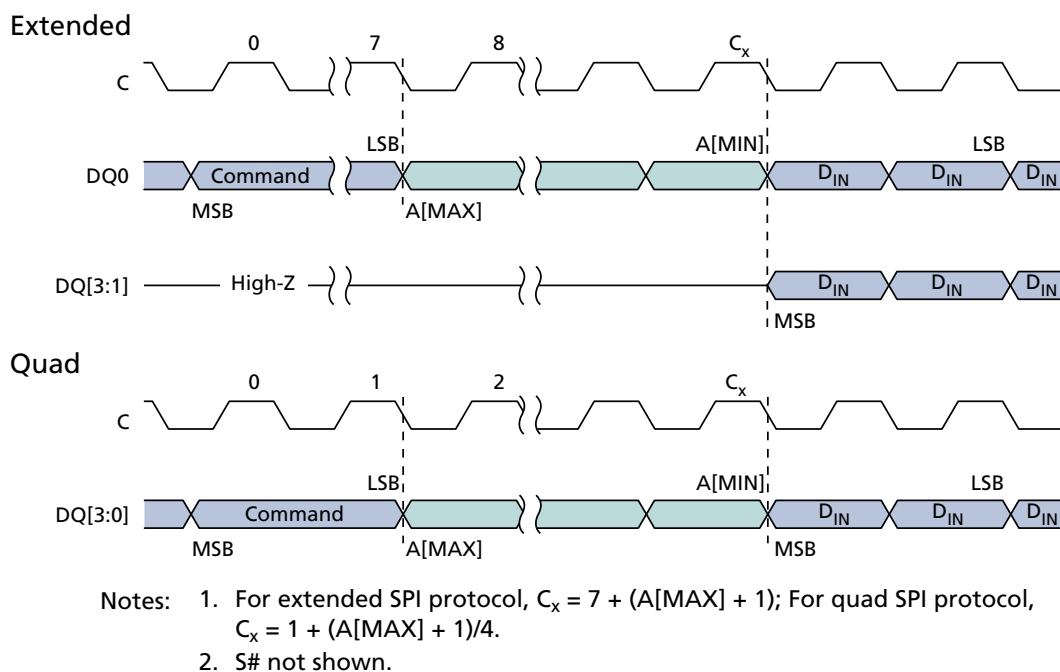 Extended
0 7 8 Cx
C
LSB A[MIN] LSB
DQ0 Command DIN DIN DIN
MSB A[MAX]
DQ[3:1] High-Z DIN DIN DIN
MSB
Quad
0 1 2 Cx
C
LSB A[MIN] LSB
DQ[3:0] Command DIN DIN DIN
MSB A[MAX] MSB
Notes: 1. For extended SPI protocol, Cx = 7 + (A[MAX] + 1); For quad SPI protocol,
Cx = 1 + (A[MAX] + 1)/4.
2. S# not shown.